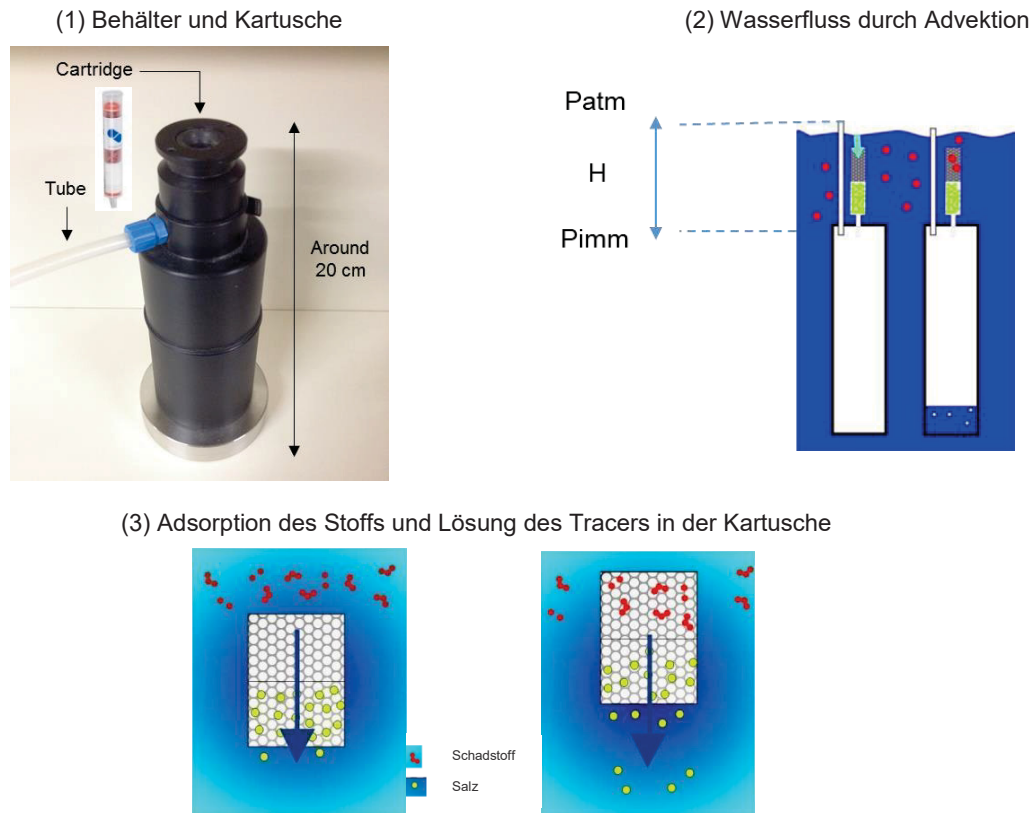 (1) Behälter und Kartusche
Cartridge
Tube
Around
20 cm
(2) Wasserfluss durch Advektion
Patm
H
Pimm
(3) Adsorption des Stoffs und Lösung des Tracers in der Kartusche
Schadstoff
Salz